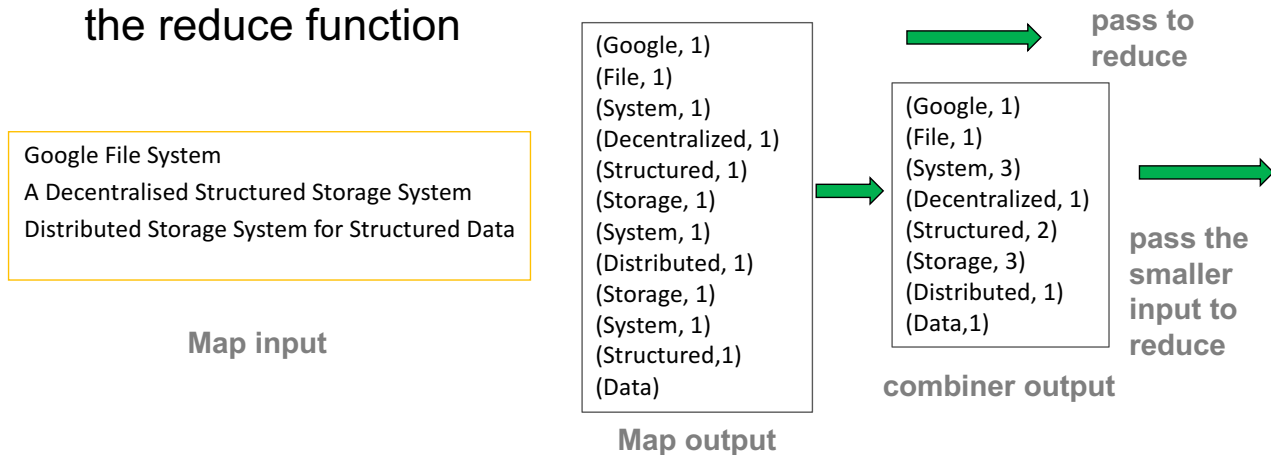 the reduce function
Google File System
A Decentralised Structured Storage System
Distributed Storage System for Structured Data
Map input
(Google, 1)
(File, 1)
(System, 1)
(Decentralized, 1)
(Structured, 1)
(Storage, 1)
(System, 1)
(Distributed, 1)
(Storage, 1)
(System, 1)
(Structured,1)
(Data)
Map output
pass to
reduce
(Google, 1)
(File, 1)
(System, 3)
(Decentralized, 1)
(Structured, 2)
(Storage, 3)
(Distributed, 1)
(Data,1)
combiner output
pass the
smaller
input to
reduce